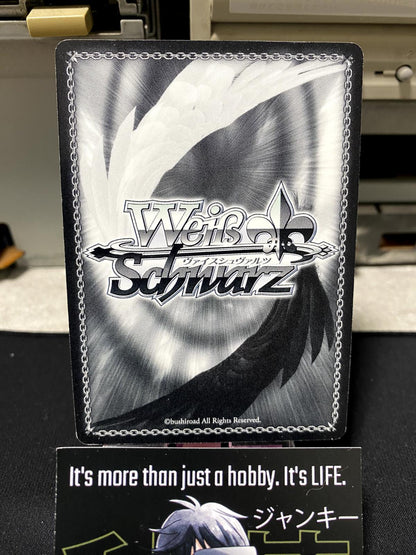 Weiß
ヴァイスシュヴァルツ
Schwarz
©bushiroad All Rights Reserved.
It's more than just a hobby. It's LIFE.
ジャンキー